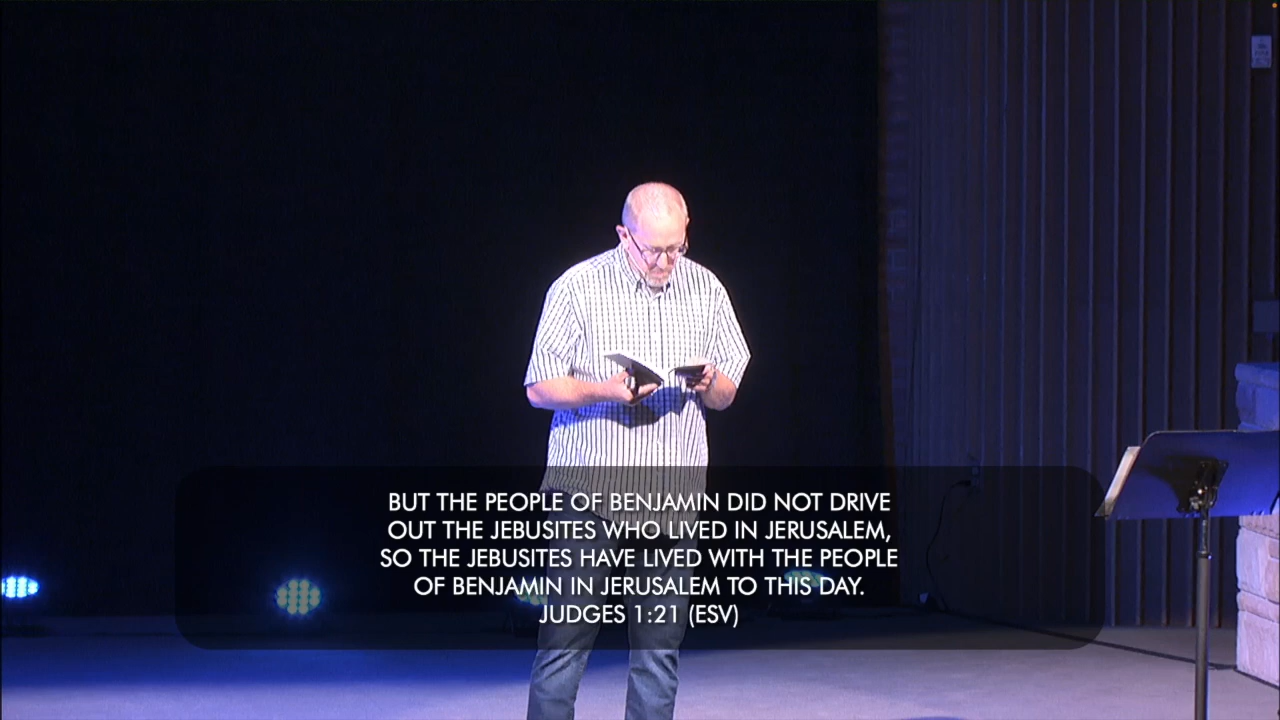 BUT THE PEOPLE OF BENJAMIN DID NOT DRIVE
OUT THE JEBUSITES WHO LIVED IN JERUSALEM,
SO THE JEBUSITES HAVE LIVED WITH THE PEOPLE
OF BENJAMIN IN JERUSALEM TO THIS DAY.
JUDGES 1:21 (ESV)